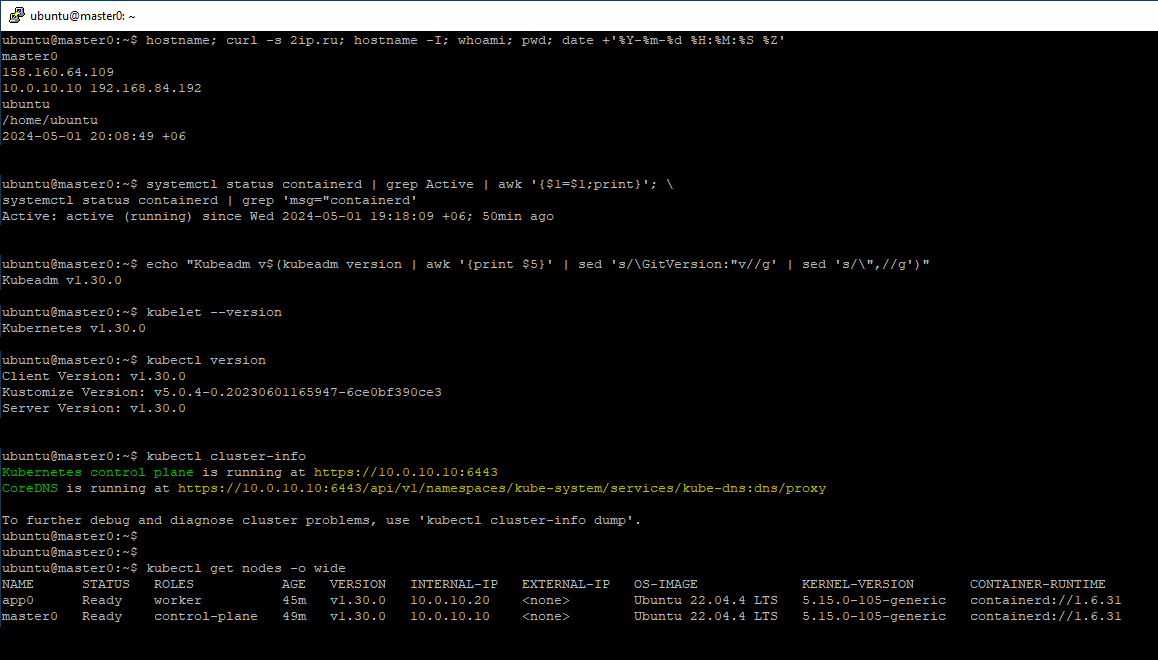 ubuntu@master0: ~
ubuntu@master0:~$ hostname; curl -s 2ip.ru; hostname -I; whoami; pwd; date +'%Y-%m-%d %H:%M:%S %Z'
master0
158.160.64.109
10.0.10.10 192.168.84.192
ubuntu
/home/ubuntu
2024-05-01 20:08:49 +06
ubuntu@master0:~$ systemctl status containerd | grep Active | awk '{$1=$1;print}'; \
systemctl status containerd | grep 'msg="containerd'
Active: active (running) since Wed 2024-05-01 19:18:09 +06; 50min ago
ubuntu@master0:~$ echo "Kubeadm v$(kubeadm version | awk '{print $5}' | sed 's/\GitVersion:"v//g' | sed 's/\",//g')"
Kubeadm v1.30.0
ubuntu@master0:~$ kubelet --version
Kubernetes v1.30.0
ubuntu@master0:~$ kubectl version
Client Version: v1.30.0
Kustomize Version: v5.0.4-0.20230601165947-6ce0bf390ce3
Server Version: v1.30.0
ubuntu@master0:~$ kubectl cluster-info
Kubernetes control plane is running at https://10.0.10.10:6443
CoreDNS is running at https://10.0.10.10:6443/api/v1/namespaces/kube-system/services/kube-dns:dns/proxy
To further debug and diagnose cluster problems, use 'kubectl cluster-info dump'.
ubuntu@master0:~$
ubuntu@master0:~$
ubuntu@master0:~$ kubectl get nodes -o wide
NAME STATUS ROLES AGE VERSION INTERNAL-IP EXTERNAL-IP OS-IMAGE KERNEL-VERSION CONTAINER-RUNTIME
app0 Ready worker 45m v1.30.0 10.0.10.20 <none> Ubuntu 22.04.4 LTS 5.15.0-105-generic containerd://1.6.31
master0 Ready control-plane 49m v1.30.0 10.0.10.10 <none> Ubuntu 22.04.4 LTS 5.15.0-105-generic containerd://1.6.31